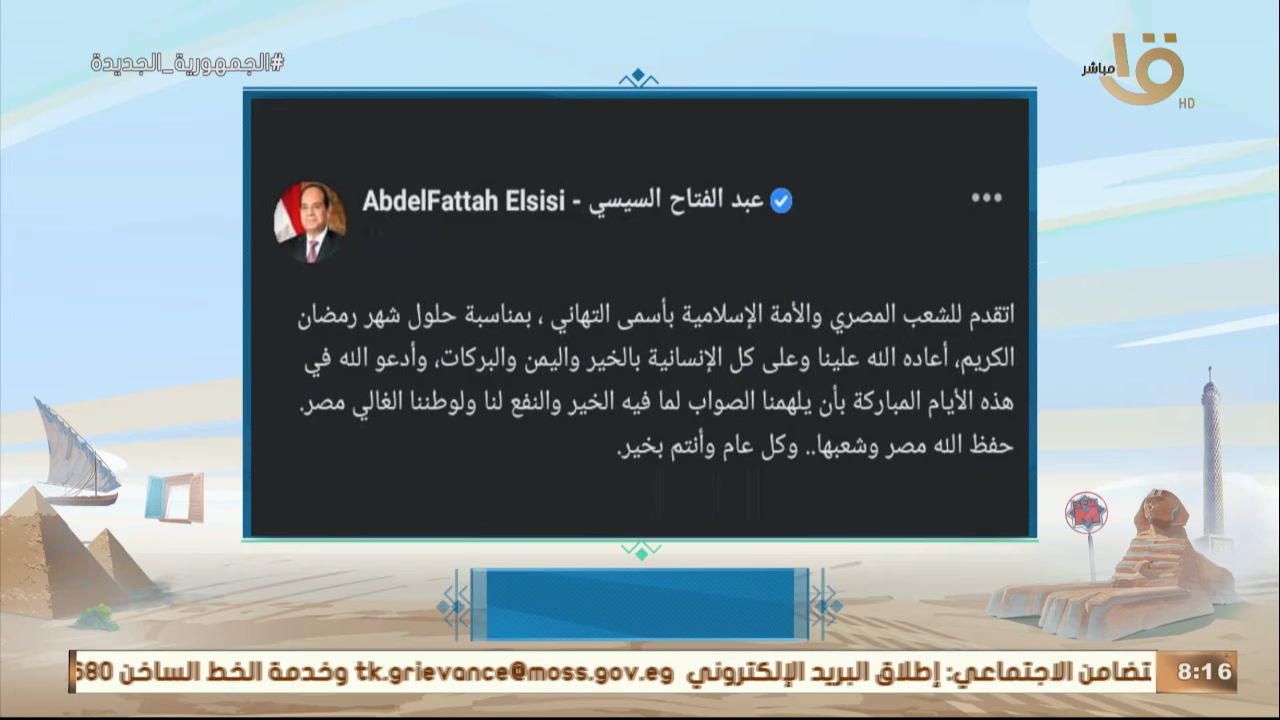 #الجمهورية_الجديدة
مباشر
HD
AbdelFattah Elsisi - عبد الفتاح السيسي
اتقدم للشعب المصري والأمة الإسلامية بأسمى التهاني ، بمناسبة حلول شهر رمضان
الكريم، أعاده الله علينا وعلى كل الإنسانية بالخير واليمن والبركات، وأدعو الله في
هذه الأيام المباركة بأن يلهمنا الصواب لما فيه الخير والنفع لنا ولوطننا الغالي مصر.
حفظ الله مصر وشعبها.. وكل عام وأنتم بخير.
M
8:16
تضامن الاجتماعي: إطلاق البريد الإلكتروني tk.grievance@moss.gov.eg وخدمة الخط الساخن 680